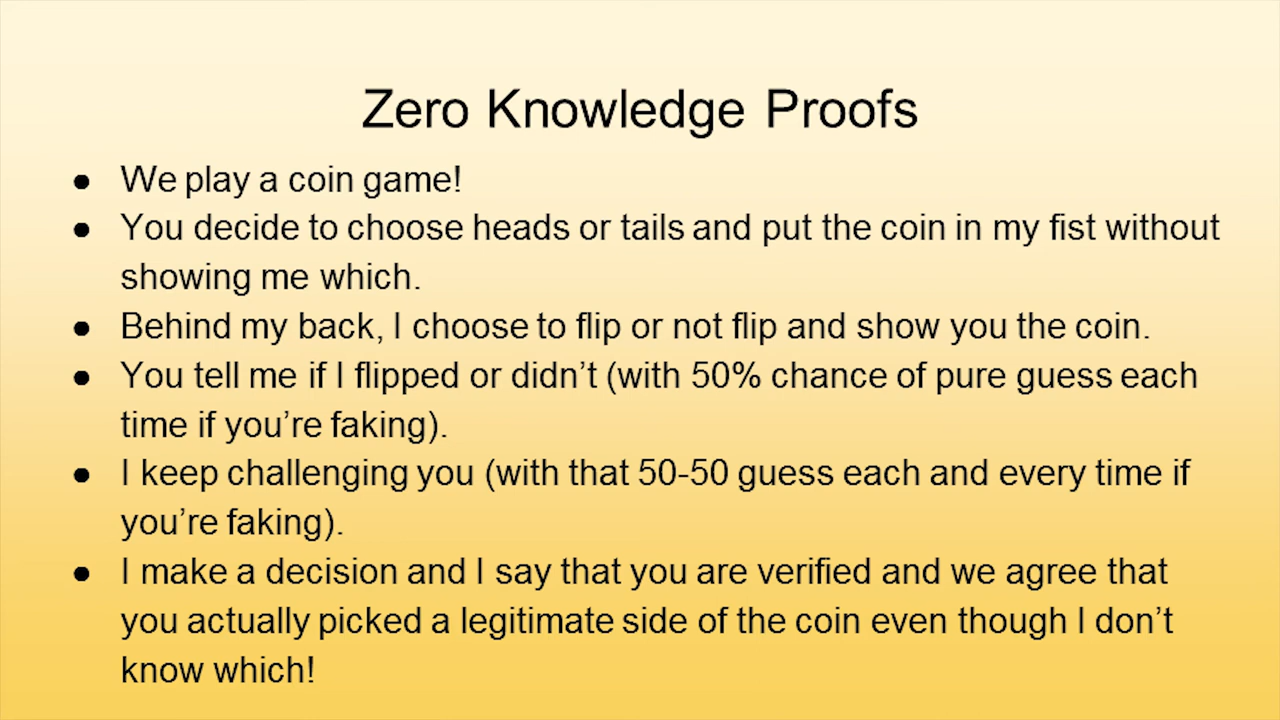 Zero Knowledge Proofs
● We play a coin game!
● You decide to choose heads or tails and put the coin in my fist without
showing me which.
● Behind my back, I choose to flip or not flip and show you the coin.
● You tell me if I flipped or didn’t (with 50% chance of pure guess each
time if you’re faking).
● I keep challenging you (with that 50-50 guess each and every time if
you’re faking).
● I make a decision and I say that you are verified and we agree that
you actually picked a legitimate side of the coin even though I don’t
know which!